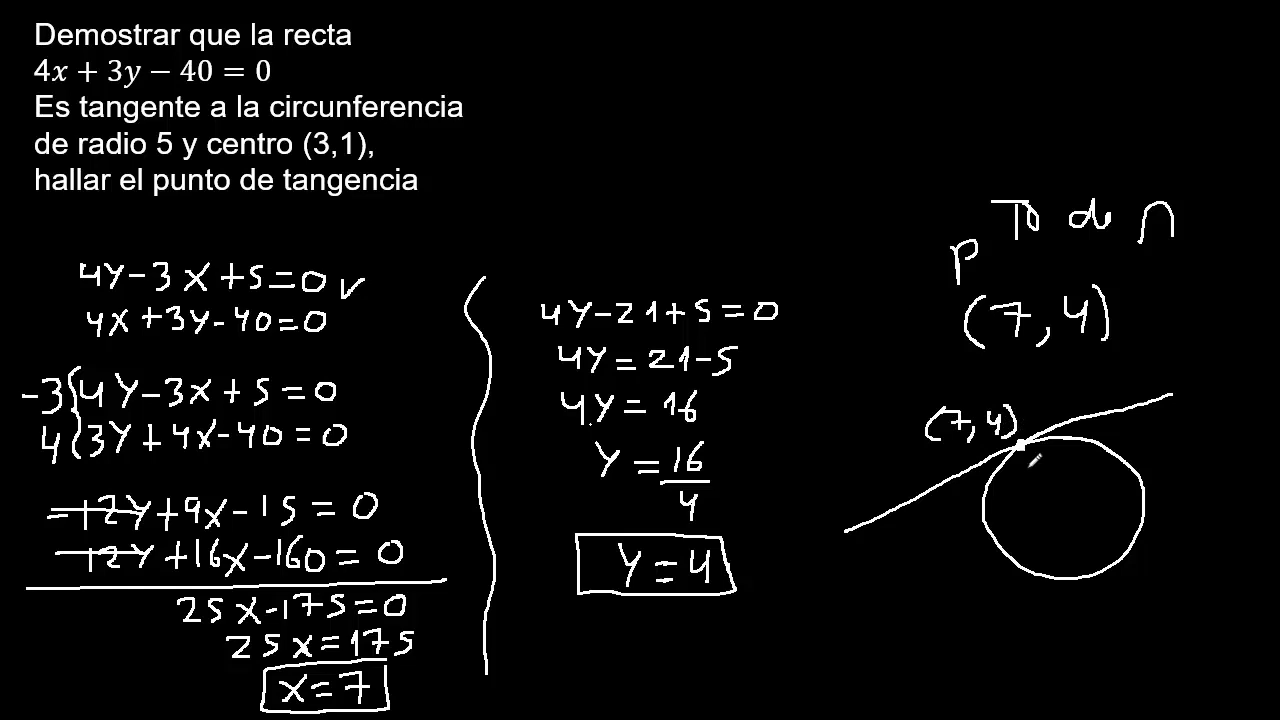 Demostrar que la recta
4x + 3y − 40 = 0
Es tangente a la circunferencia
de radio 5 y centro (3,1),
hallar el punto de tangencia
4Y-3X+5=0 ✓
4X+3Y-40=0
-3(4Y-3X+5=0
4(3Y+4X-40=0
-12Y+9X-15=0
12Y+16X-160=0
25X-175=0
25X=175
X=7
4Y-21+5=0
4Y=21-5
4Y=16
Y=16/4
Y=4
P To de ∩
(7,4)
(7,4)